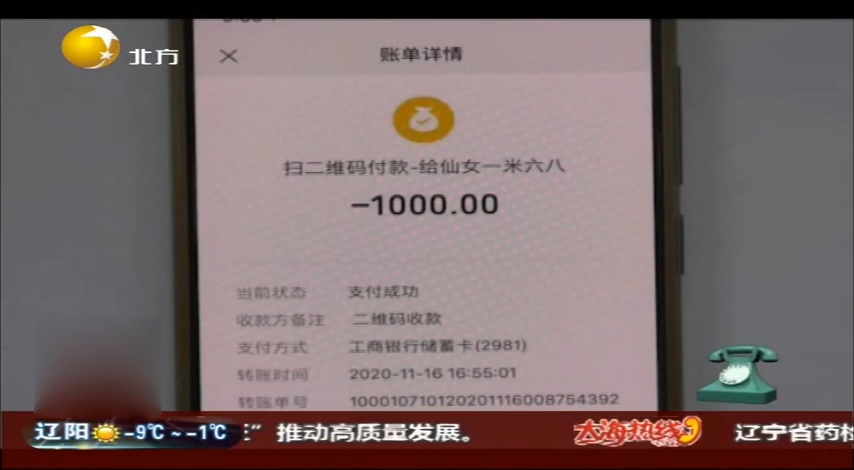 北方
账单详情
扫二维码付款-给仙女一米六八
-1000.00
当前状态 支付成功
收款方备注 二维码收款
支付方式 工商银行储蓄卡(2981)
转账时间 2020-11-16 16:55:01
转账单号 1000107101202011160087543​92
辽阳 -9℃~-1℃
” 推动高质量发展。
大海热线
辽宁省药检